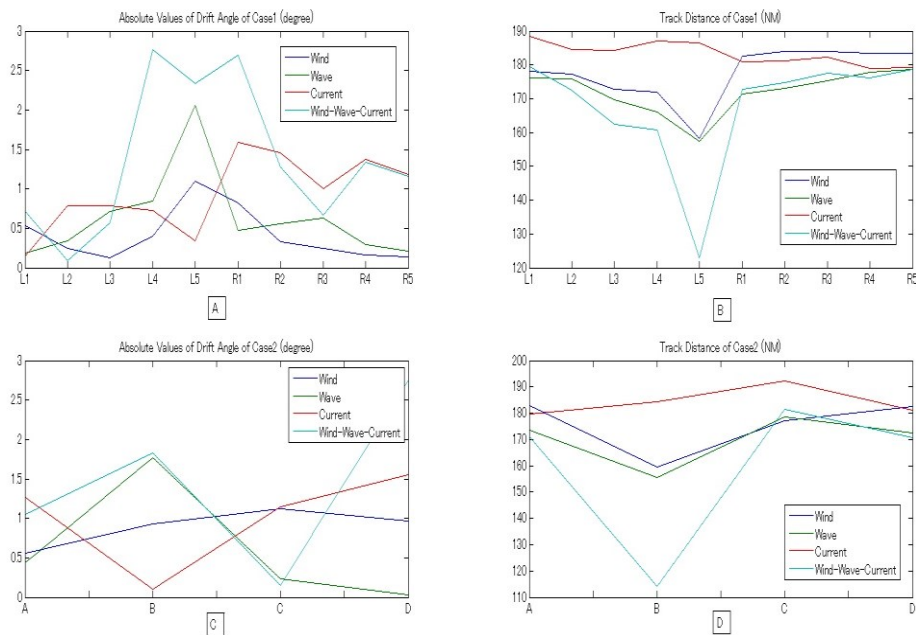 Absolute Values of Drift Angle of Case1 (degree)
3
2.5
2
1.5
1
0.5
0
L1 L2 L3 L4 L5 R1 R2 R3 R4 R5
Wind
Wave
Current
Wind-Wave-Current
A
Track Distance of Case1 (NM)
190
180
170
160
150
140
130
120
L1 L2 L3 L4 L5 R1 R2 R3 R4 R5
Wind
Wave
Current
Wind-Wave-Current
B
Absolute Values of Drift Angle of Case2 (degree)
3
2.5
2
1.5
1
0.5
0
A B C D
Wind
Wave
Current
Wind-Wave-Current
C
Track Distance of Case2 (NM)
200
190
180
170
160
150
140
130
120
110
A B C D
Wind
Wave
Current
Wind-Wave-Current
D